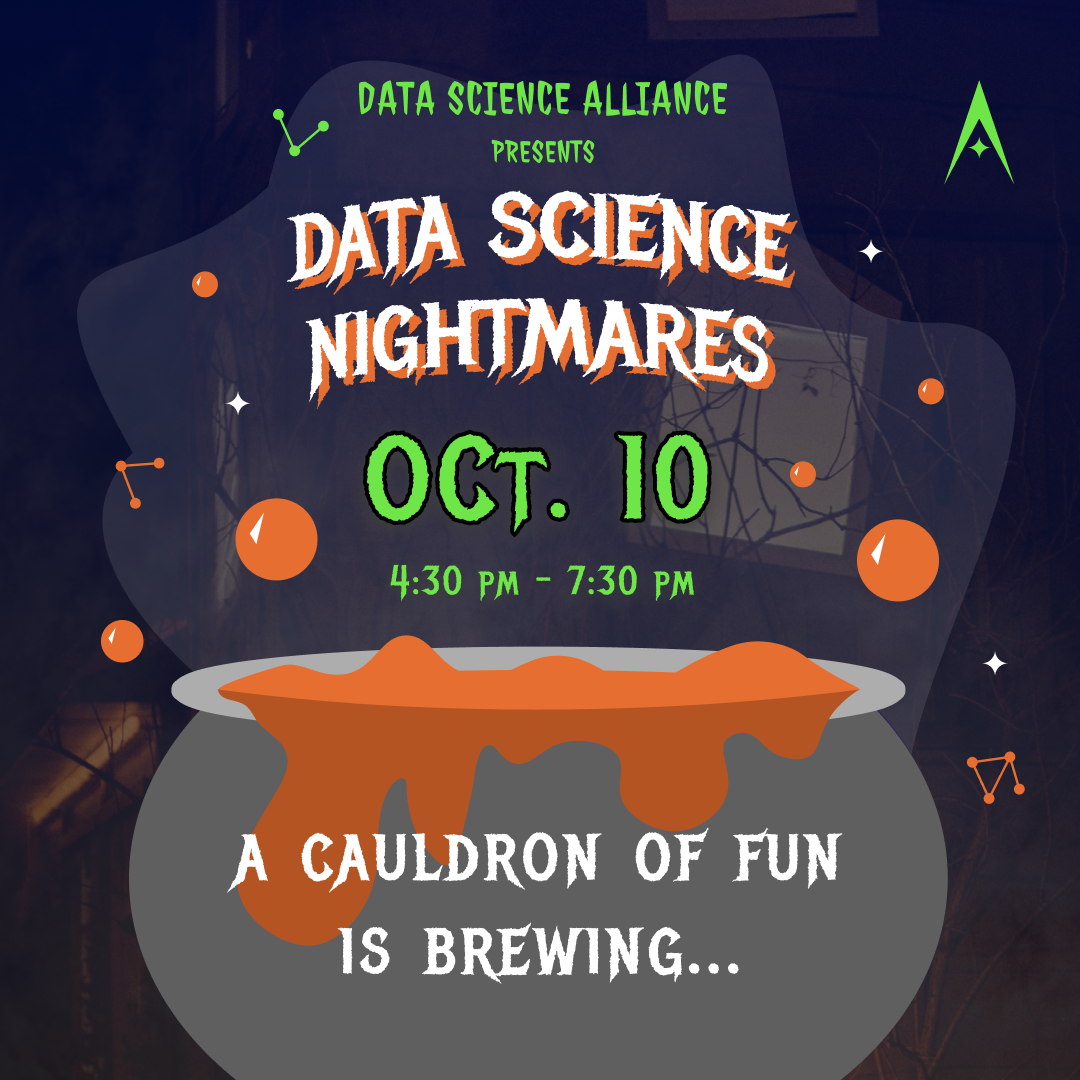 DATA SCIENCE ALLIANCE
PRESENTS
DATA SCIENCE
NIGHTMARES
OCT. 10
4:30 PM - 7:30 PM
A CAULDRON OF FUN
IS BREWING...